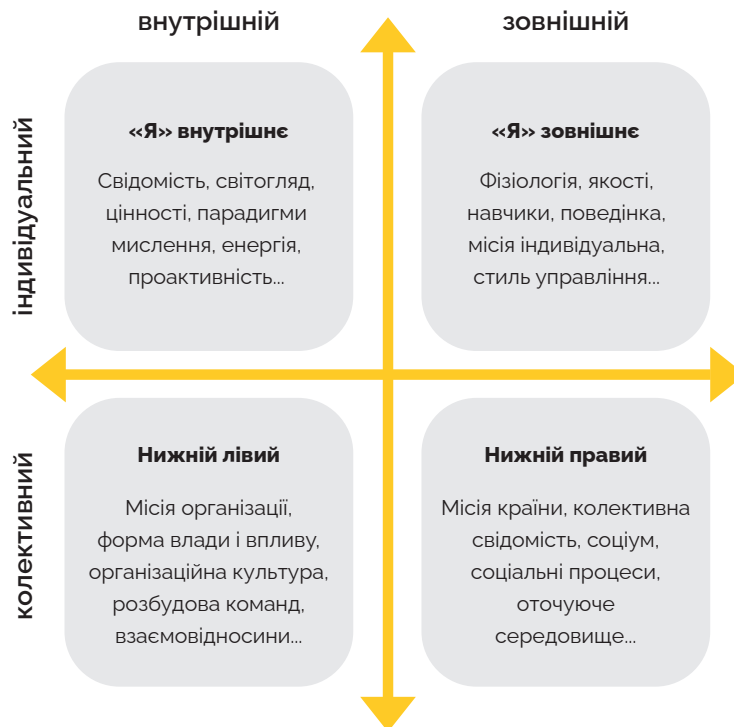 внутрішній
зовнішній
індивідуальний
«Я» внутрішнє
Свідомість, світогляд,
цінності, парадигми
мислення, енергія,
проактивність...
«Я» зовнішнє
Фізіологія, якості,
навчики, поведінка,
місія індивідуальна,
стиль управління...
колективний
Нижній лівий
Місія організації,
форма влади і впливу,
організаційна культура,
розбудова команд,
взаємовідносини...
Нижній правий
Місія країни, колективна
свідомість, соціум,
соціальні процеси,
оточуюче
середовище...